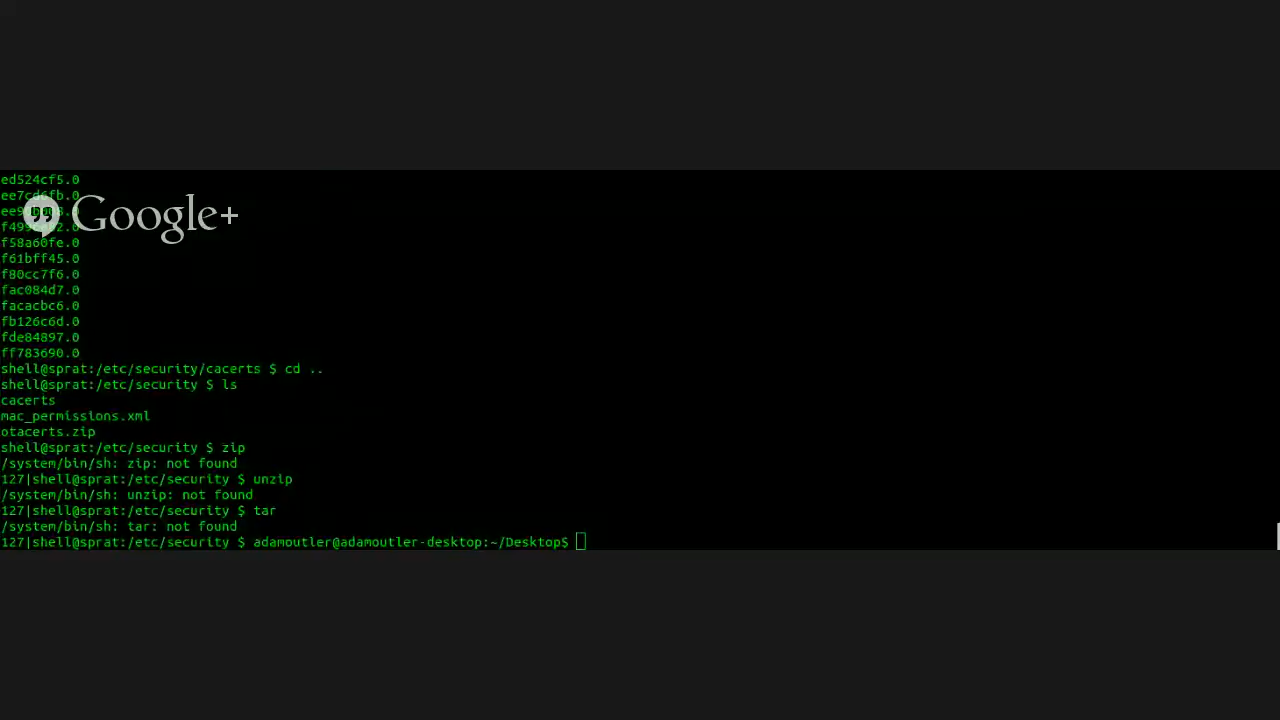 ed524cf5.0
ee7cd6fb.0
Google+
f58a60fe.0
f61bff45.0
f80cc7f6.0
fac084d7.0
facacbc6.0
fb126c6d.0
fde84897.0
ff783690.0
shell@sprat:/etc/security/cacerts $ cd ..
shell@sprat:/etc/security $ ls
cacerts
mac_permissions.xml
otacerts.zip
shell@sprat:/etc/security $ zip
/system/bin/sh: zip: not found
127|shell@sprat:/etc/security $ unzip
/system/bin/sh: unzip: not found
127|shell@sprat:/etc/security $ tar
/system/bin/sh: tar: not found
127|shell@sprat:/etc/security $ adamoutler@adamoutler-desktop:~/Desktop$